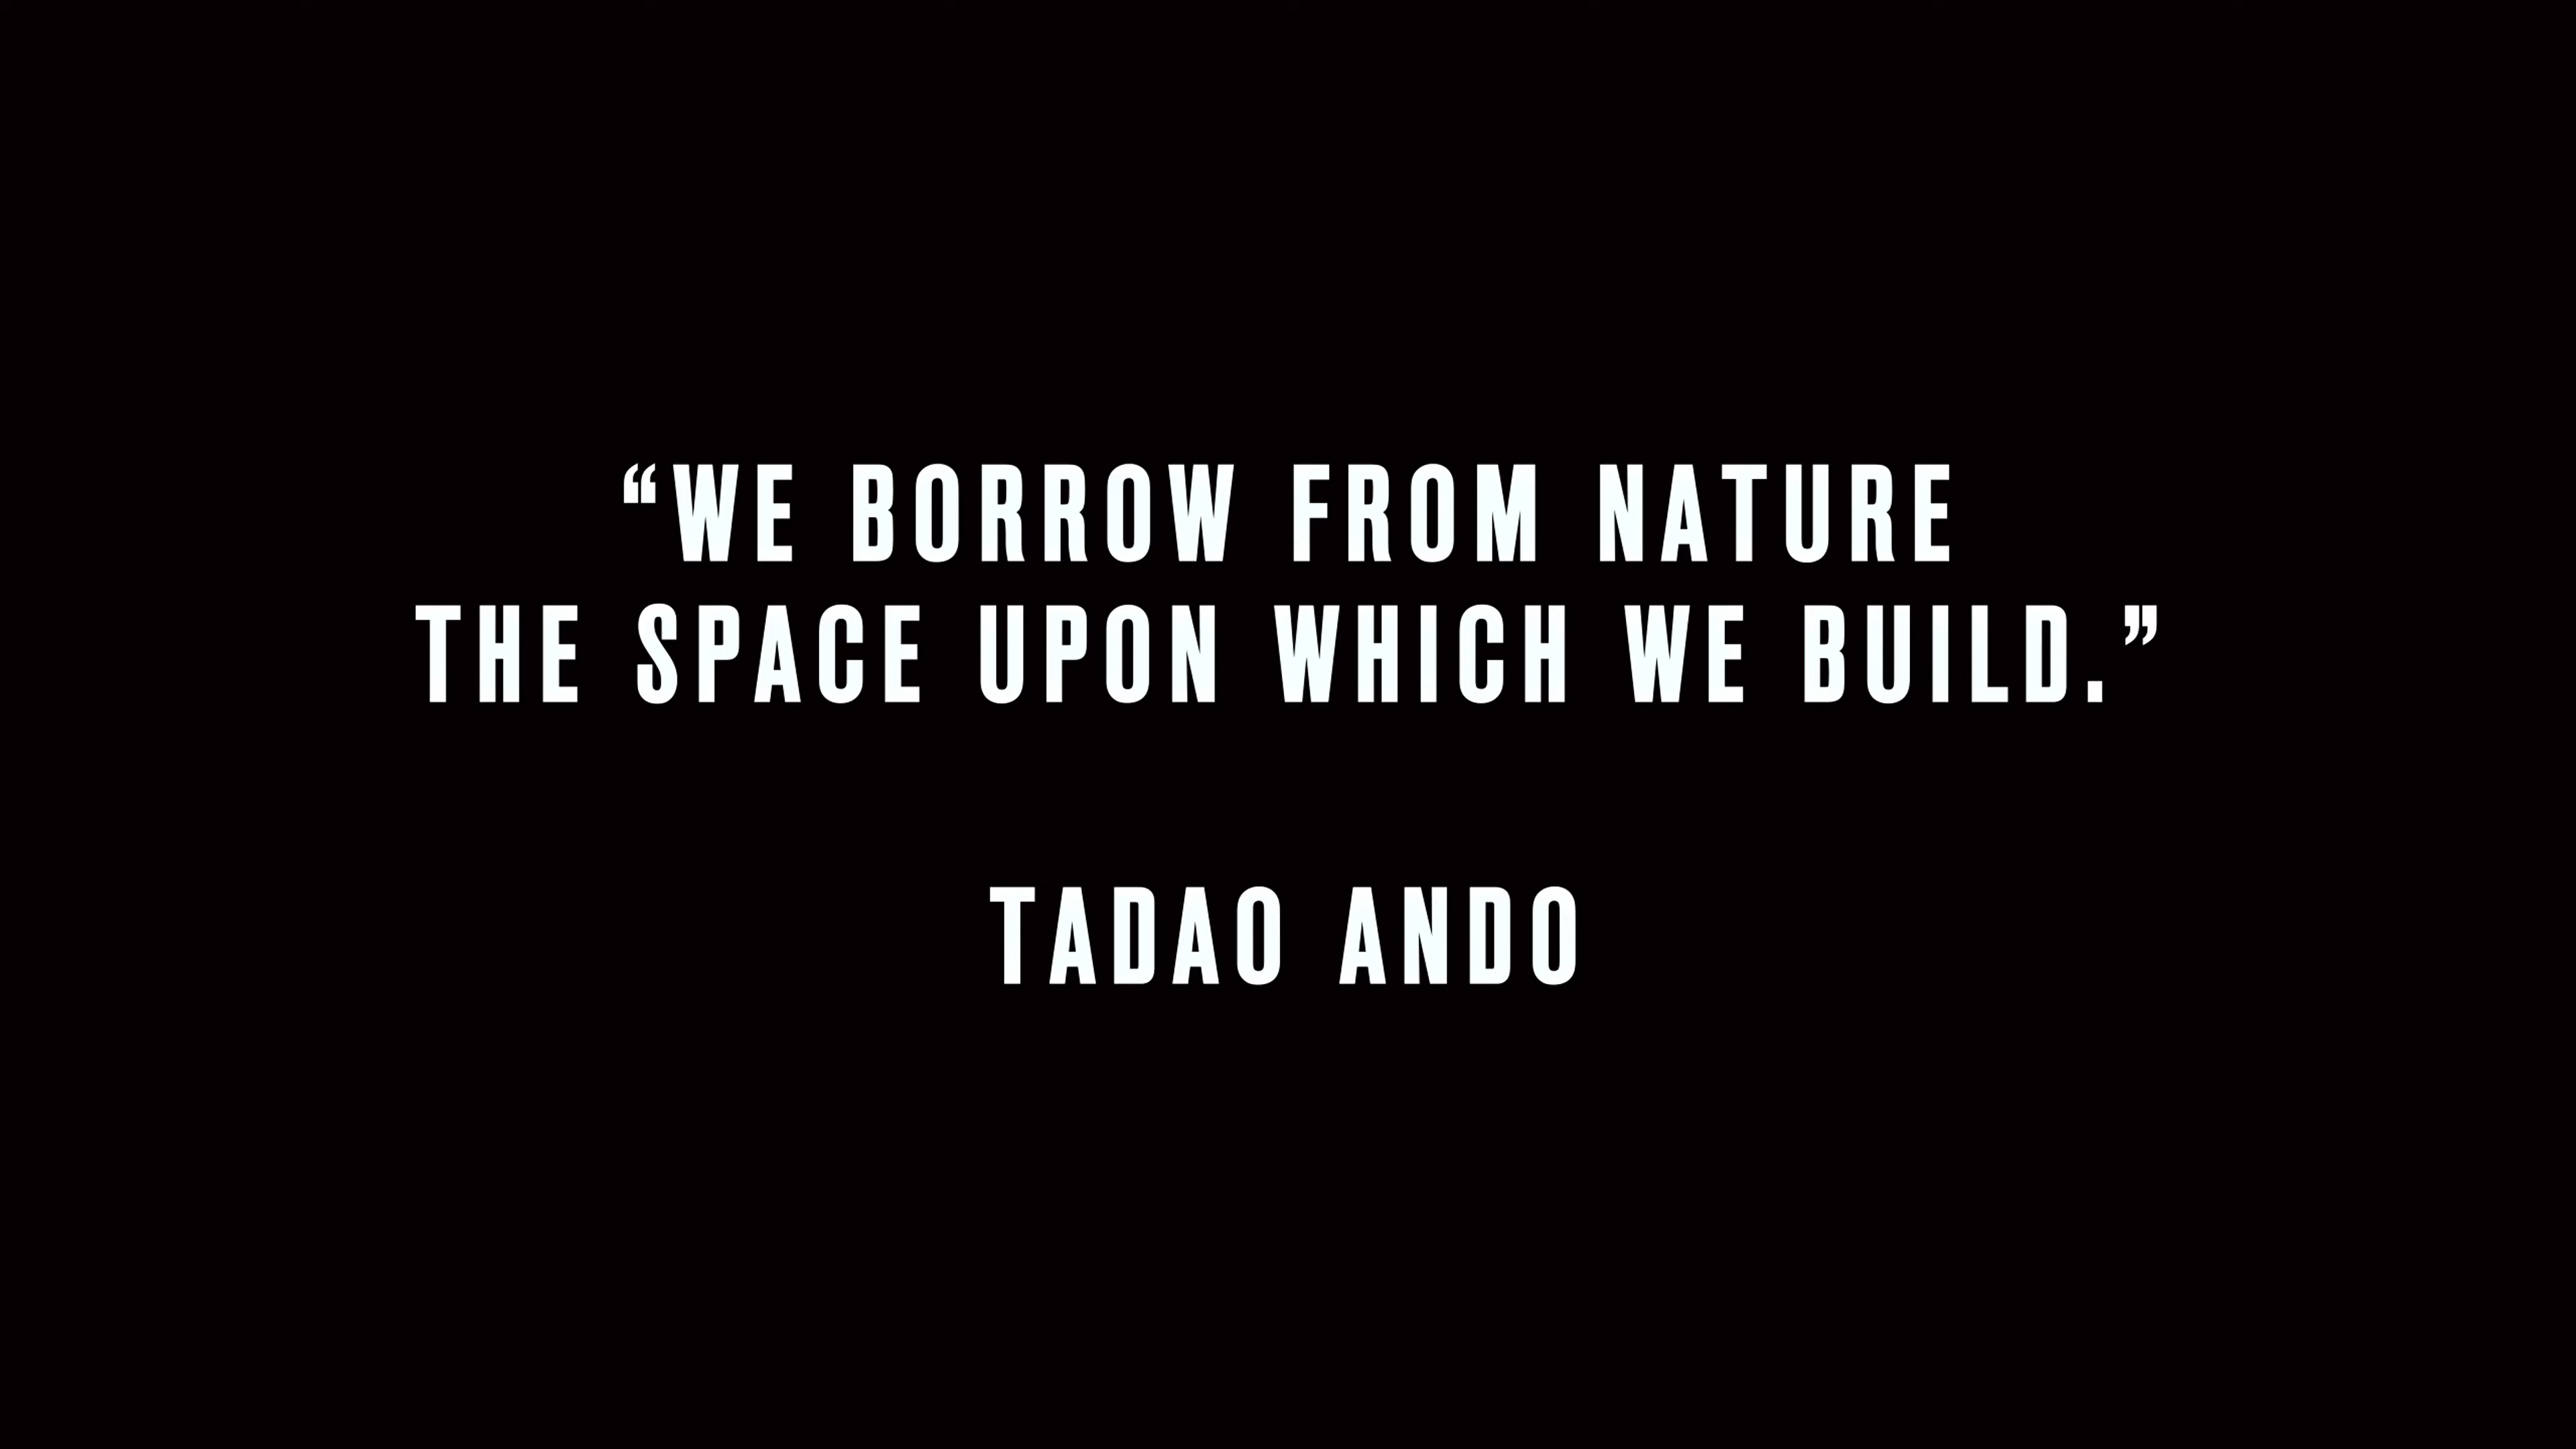 “WE BORROW FROM NATURE
THE SPACE UPON WHICH WE BUILD.”
TADAO ANDO